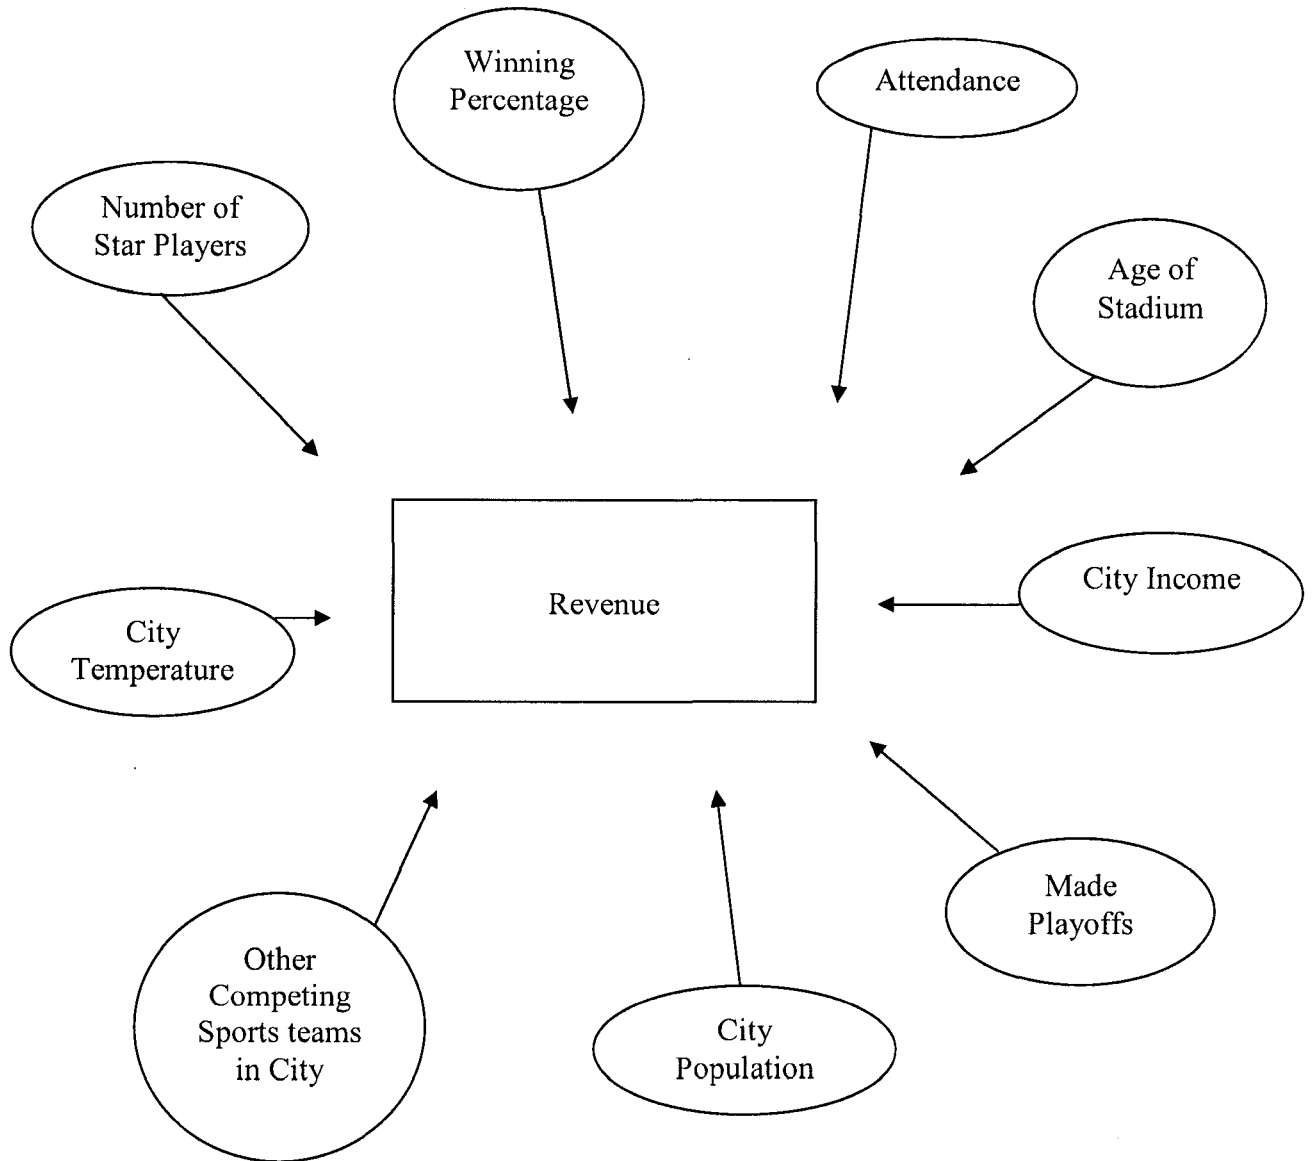 Winning
Percentage
Attendance
Number of
Star Players
Age of
Stadium
City Income
Revenue
City
Temperature
Made
Playoffs
Other
Competing
Sports teams
in City
City
Population